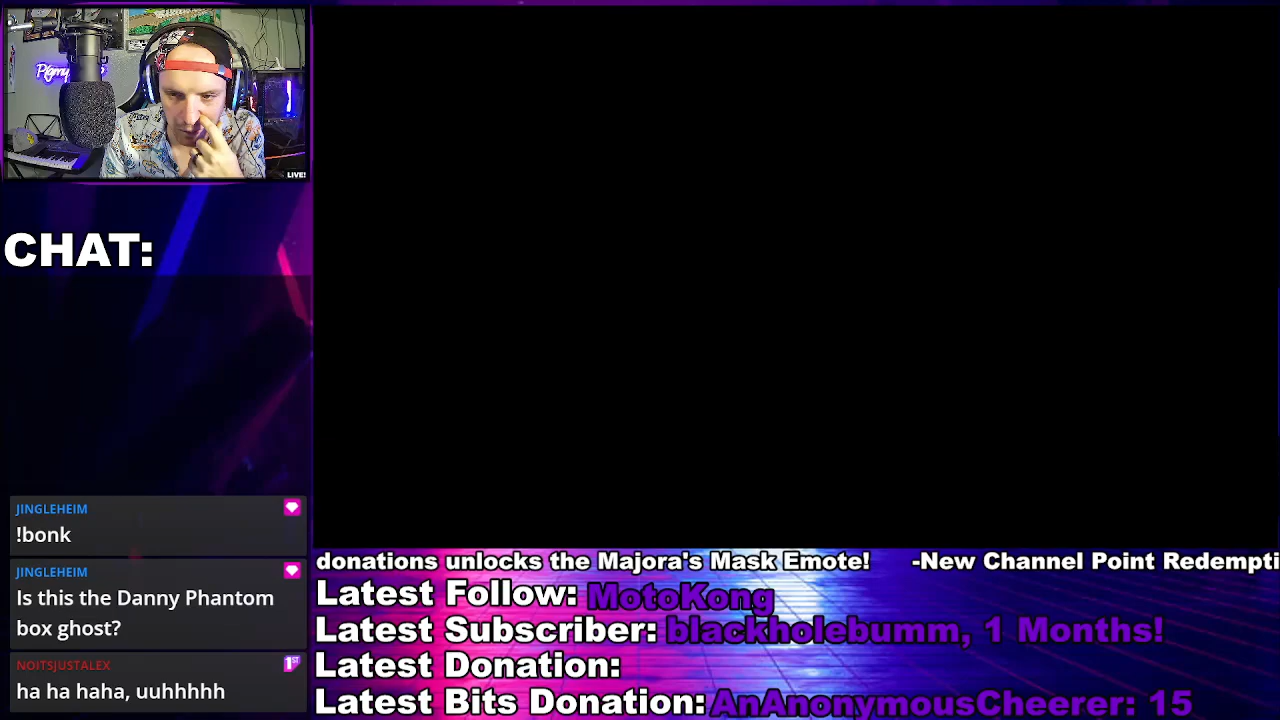 LIVE!
CHAT:
JINGLEHEIM
!bonk
JINGLEHEIM
Is this the Danny Phantom
box ghost?
NOITSJUSTALEX
1ST
ha ha haha, uuhhhhh
donations unlocks the Majora's Mask Emote! -New Channel Point Redempti
Latest Follow: MotoKong
Latest Subscriber: blackholebumm, 1 Months!
Latest Donation:
Latest Bits Donation: AnAnonymousCheerer: 15